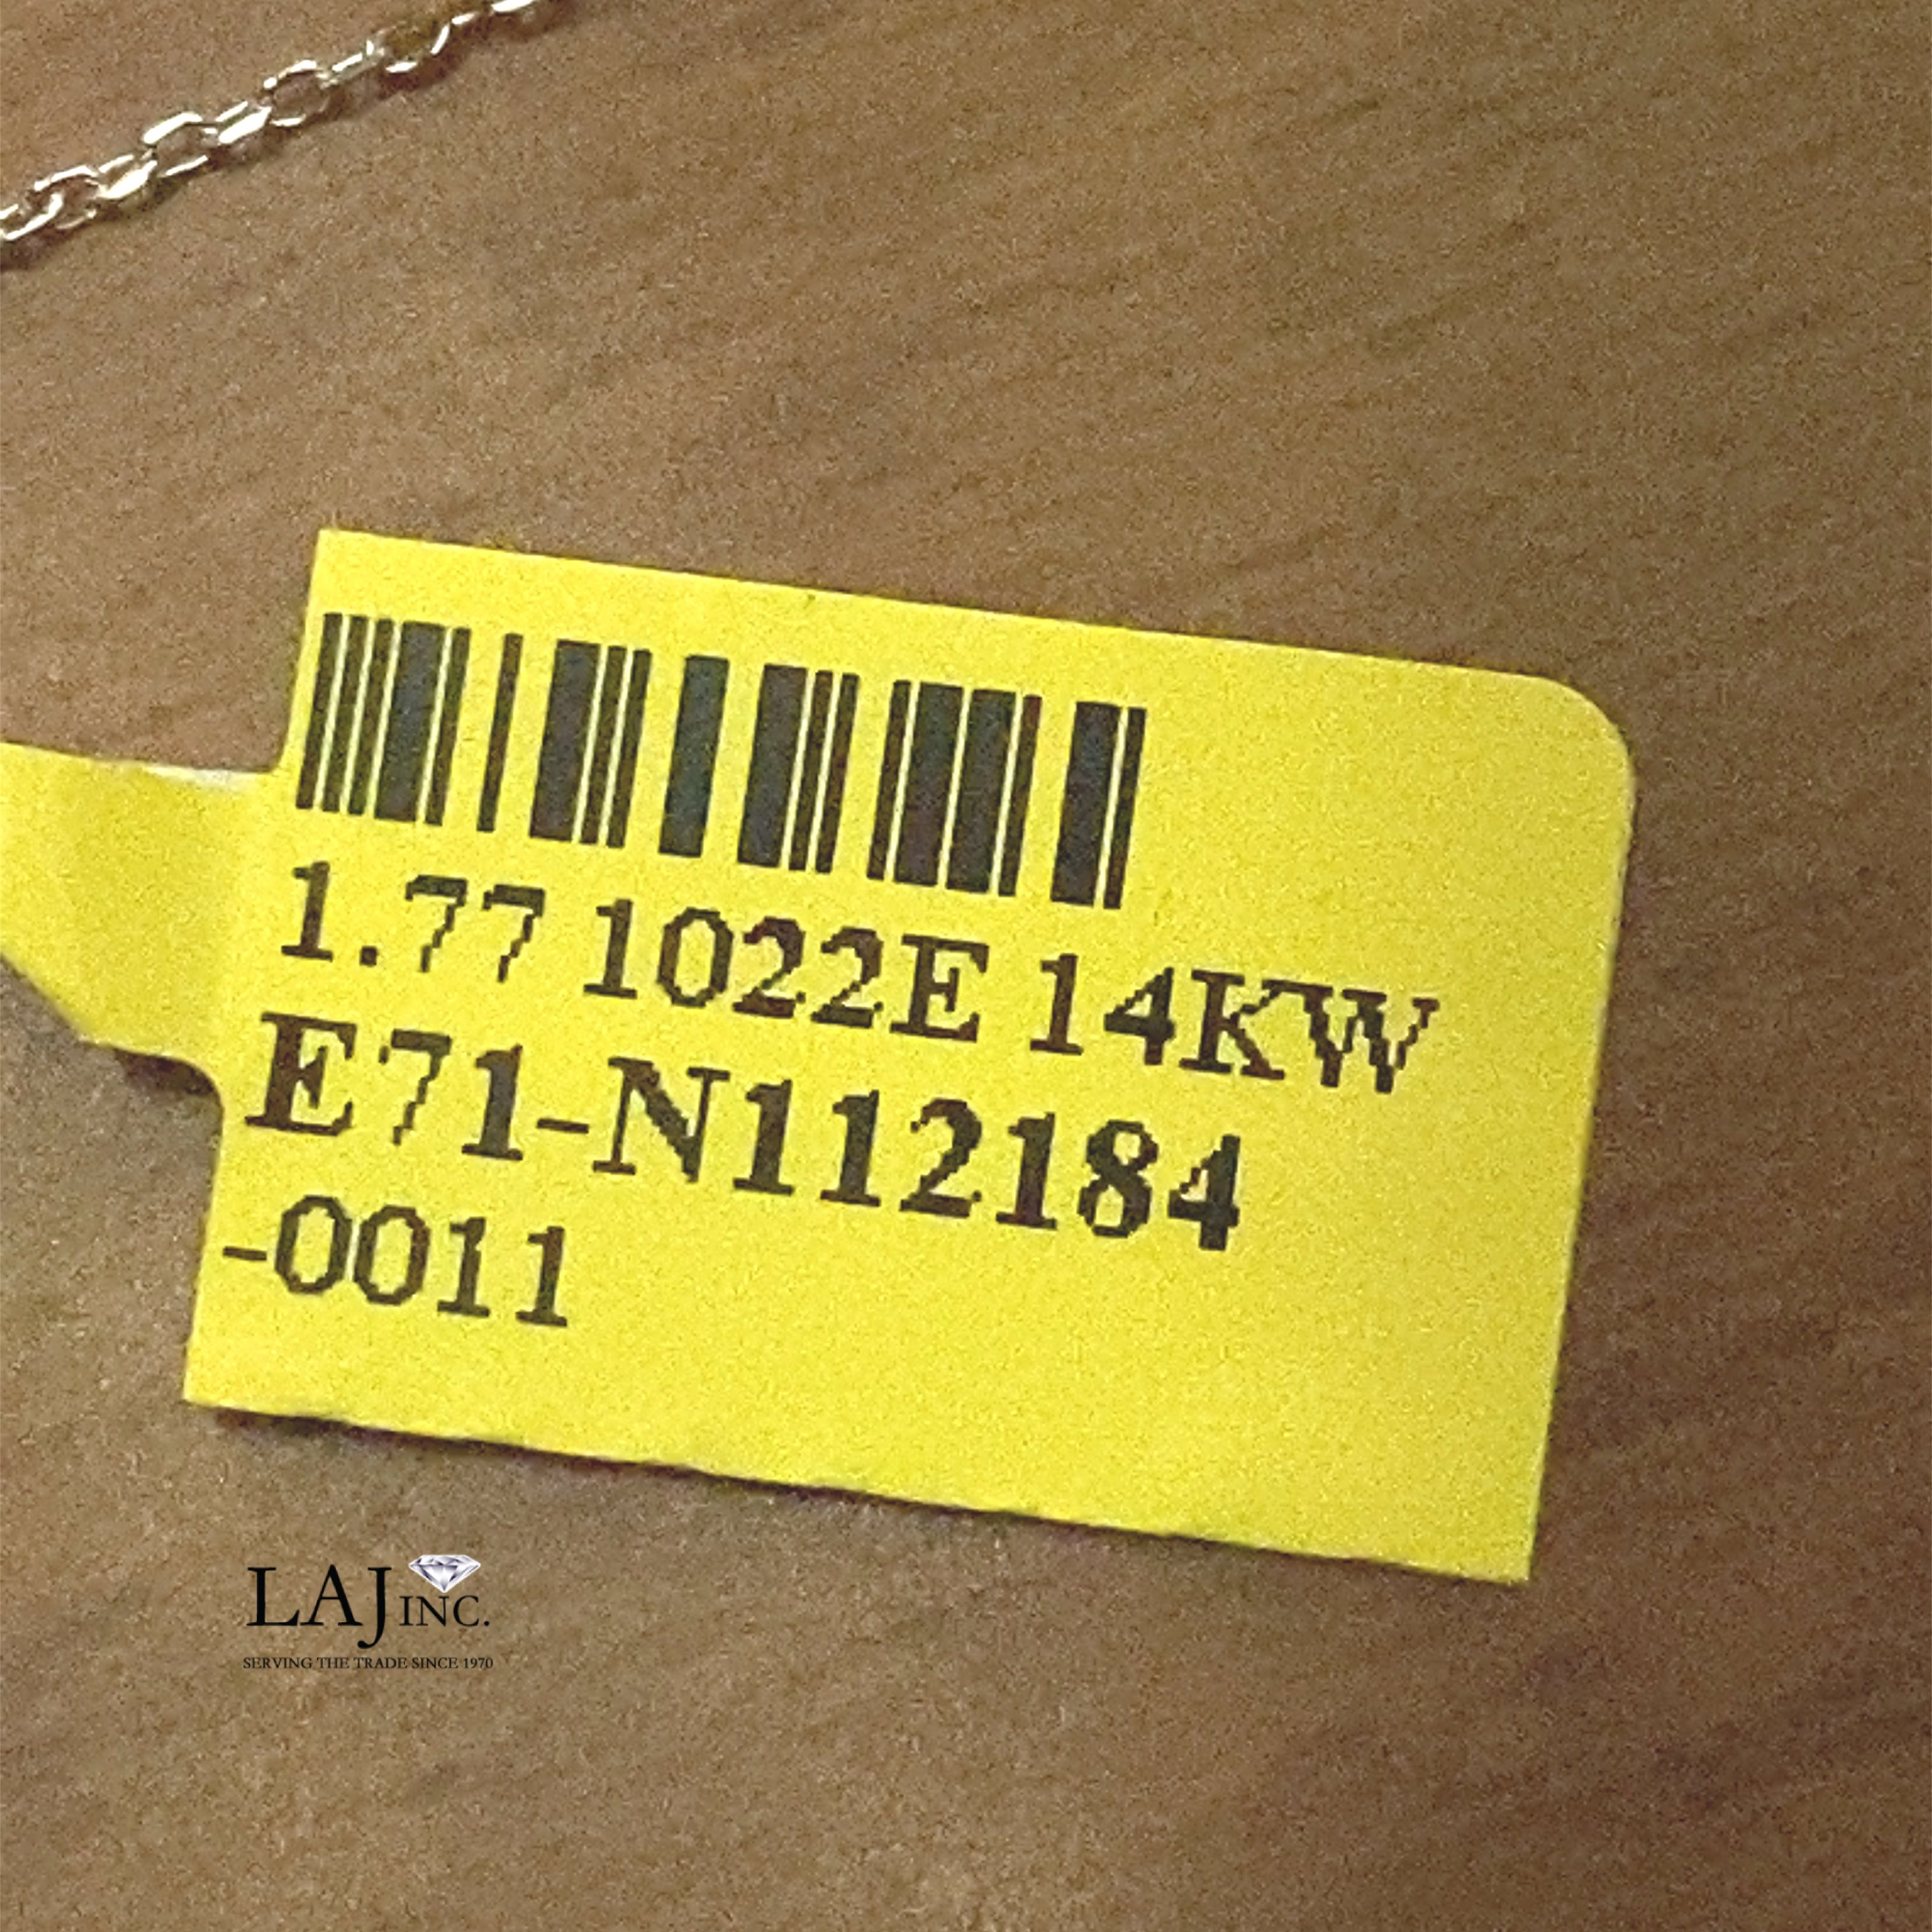 1.77 1022E 14KW
E71-N112184
-0011
LAJ INC.
SERVING THE TRADE SINCE 1970